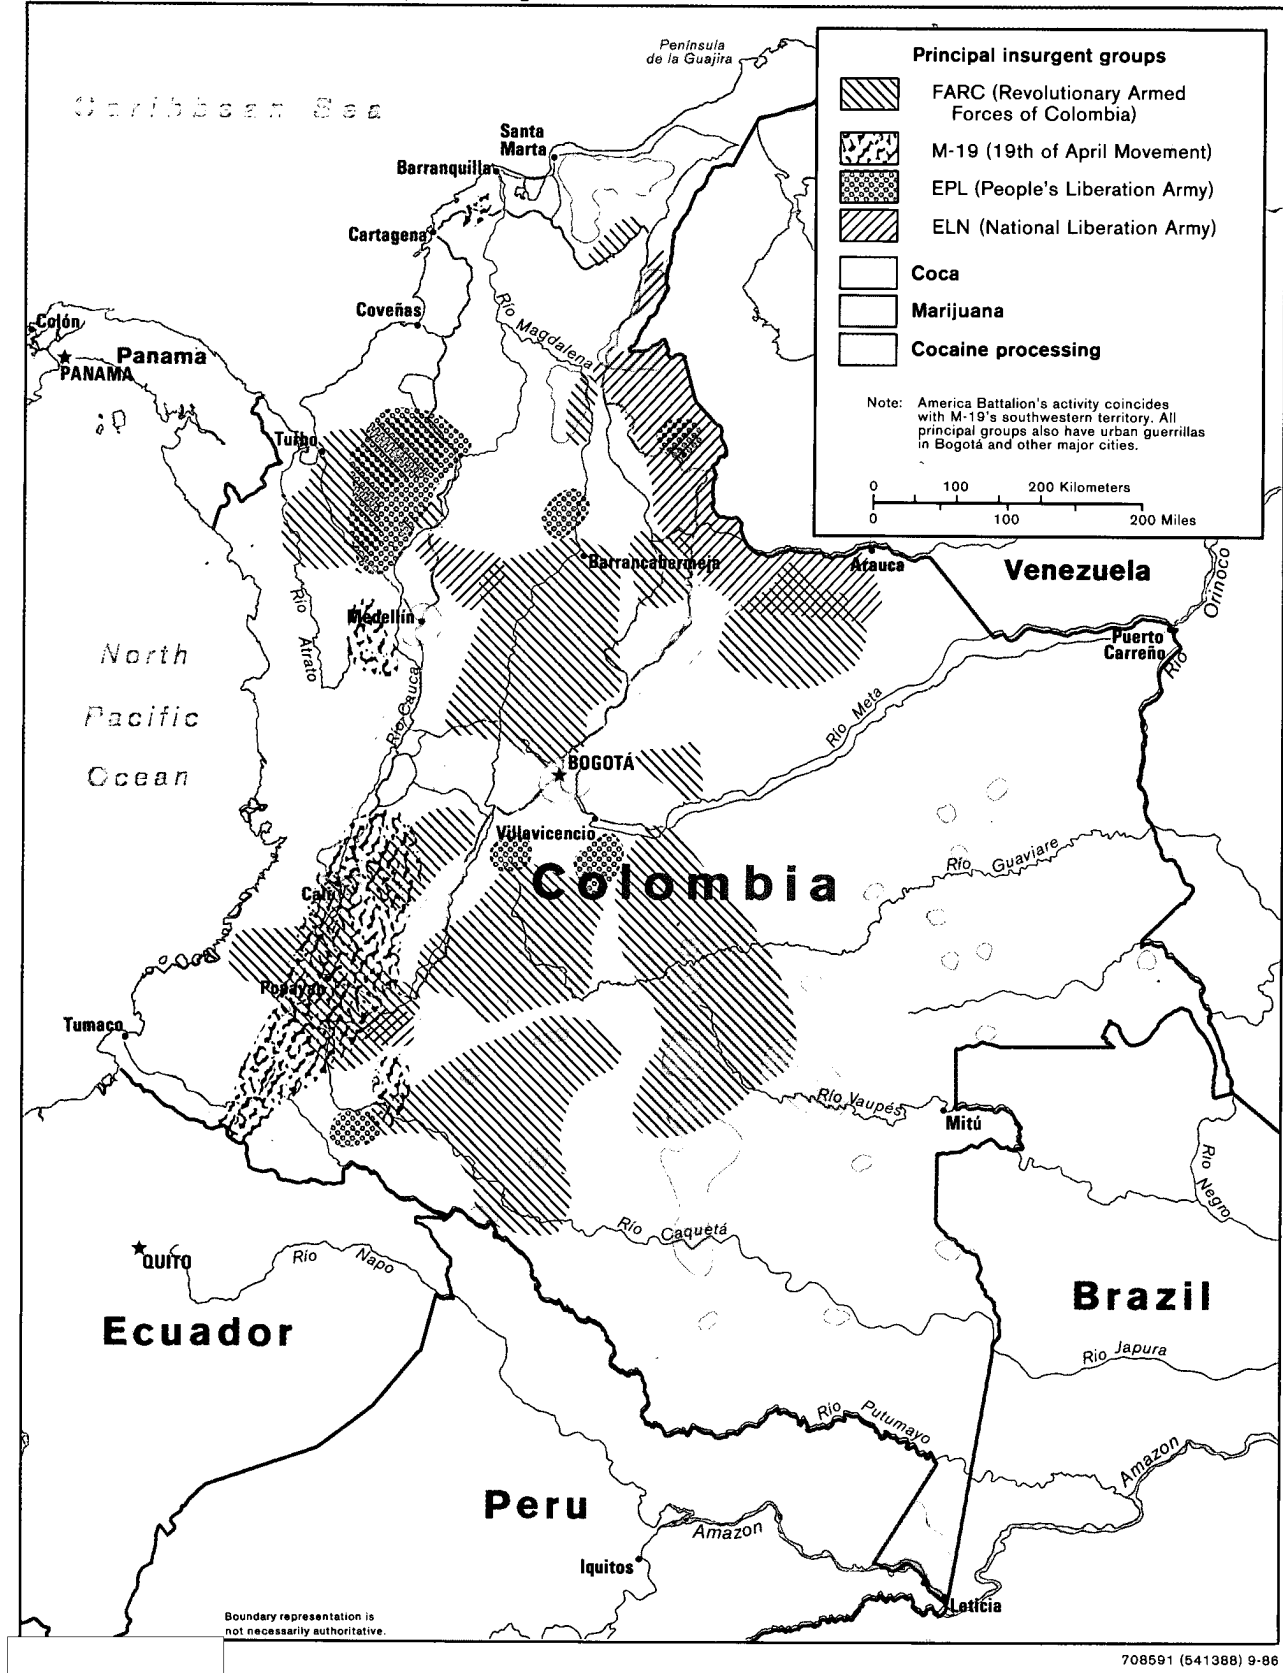 Península
de la Guajira
Caribbean Sea
Principal insurgent groups
FARC (Revolutionary Armed
Forces of Colombia)
M-19 (19th of April Movement)
EPL (People's Liberation Army)
ELN (National Liberation Army)
Coca
Marijuana
Cocaine processing
Note: America Battalion's activity coincides
with M-19's southwestern territory. All
principal groups also have urban guerrillas
in Bogotá and other major cities.
0 100 200 Kilometers
0 100 200 Miles
Santa
Marta
Barranquilla
Cartagena
Coveñas
Río Magdalena
Colón
Panama
PANAMA
Turbo
Barrancabermeja
Arauca
Venezuela
Orinoco
Río
Puerto
Carreño
Río
Atrato
Medellín
North
Pacific
Ocean
Río Cauca
Río Meta
BOGOTÁ
Villavicencio
Colombia
Río Guaviare
Cali
Popayán
Tumaco
Río Vaupés
Mitú
Río
Negro
Río Caquetá
QUITO
Río Napo
Ecuador
Brazil
Rio Japura
Río Putumayo
Amazon
Peru
Amazon
Iquitos
Leticia
Boundary representation is
not necessarily authoritative.
708591 (541388) 9-86